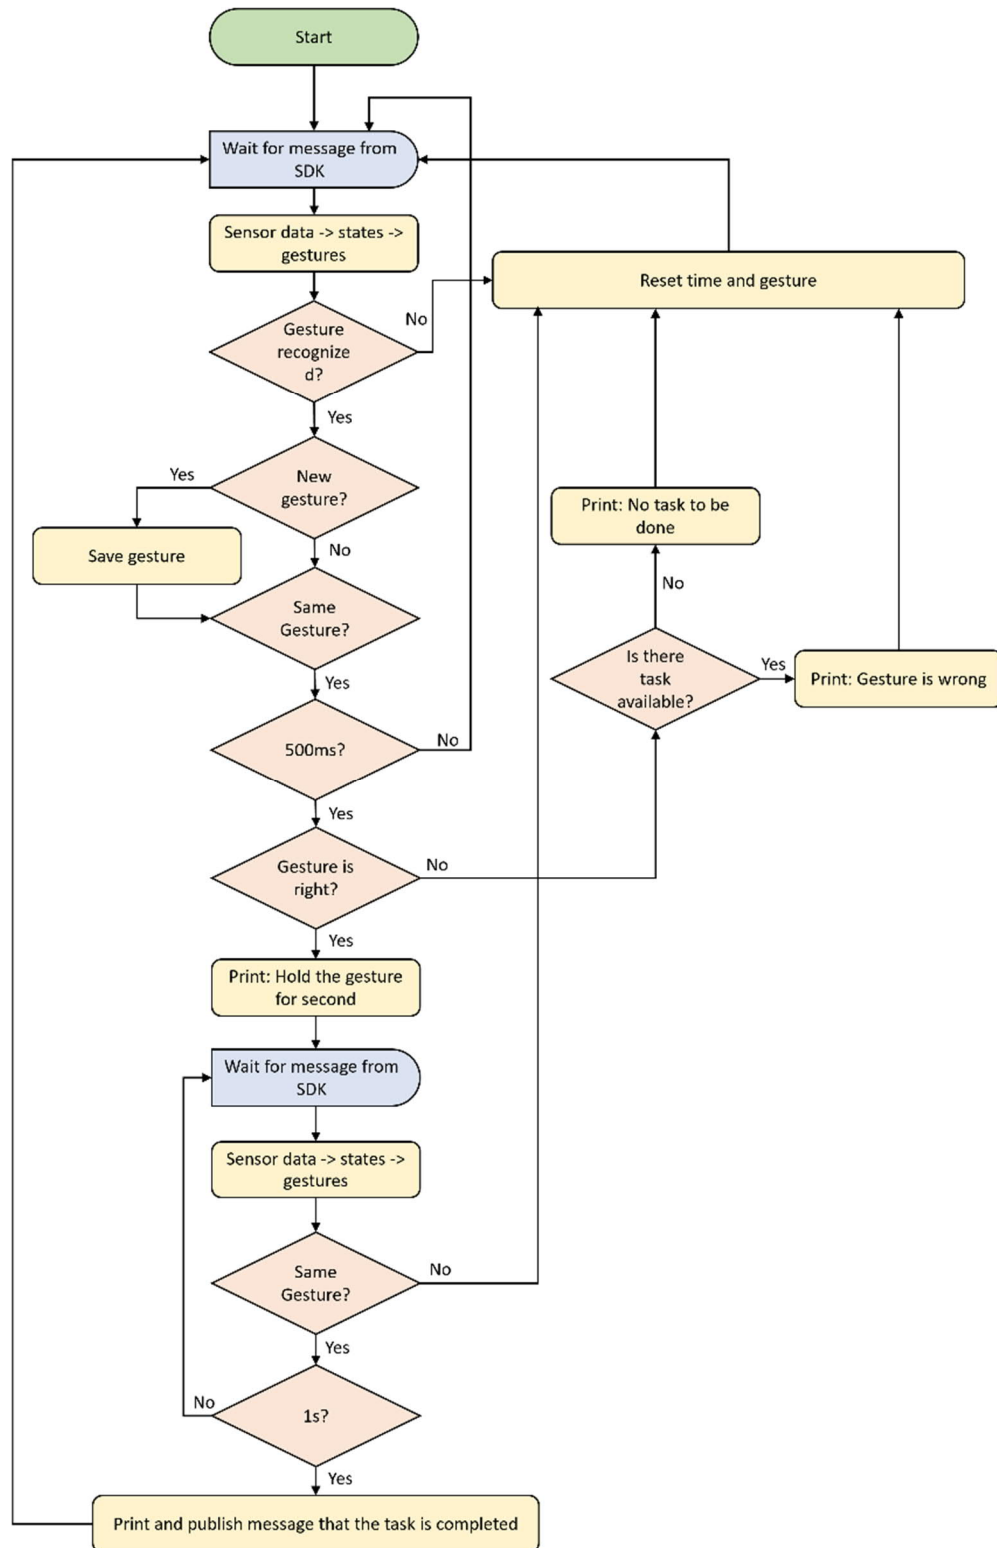 Start
Wait for message from
SDK
Sensor data -> states ->
gestures
Reset time and gesture
Gesture
recognize
d?
No
Yes
New
gesture?
Yes
No
Save gesture
Print: No task to be
done
Same
Gesture?
No
Yes
Is there
task
available?
Yes
Print: Gesture is wrong
500ms?
No
Yes
Gesture is
right?
No
Yes
Print: Hold the gesture
for second
Wait for message from
SDK
Sensor data -> states ->
gestures
Same
Gesture?
No
Yes
1s?
No
Yes
Print and publish message that the task is completed